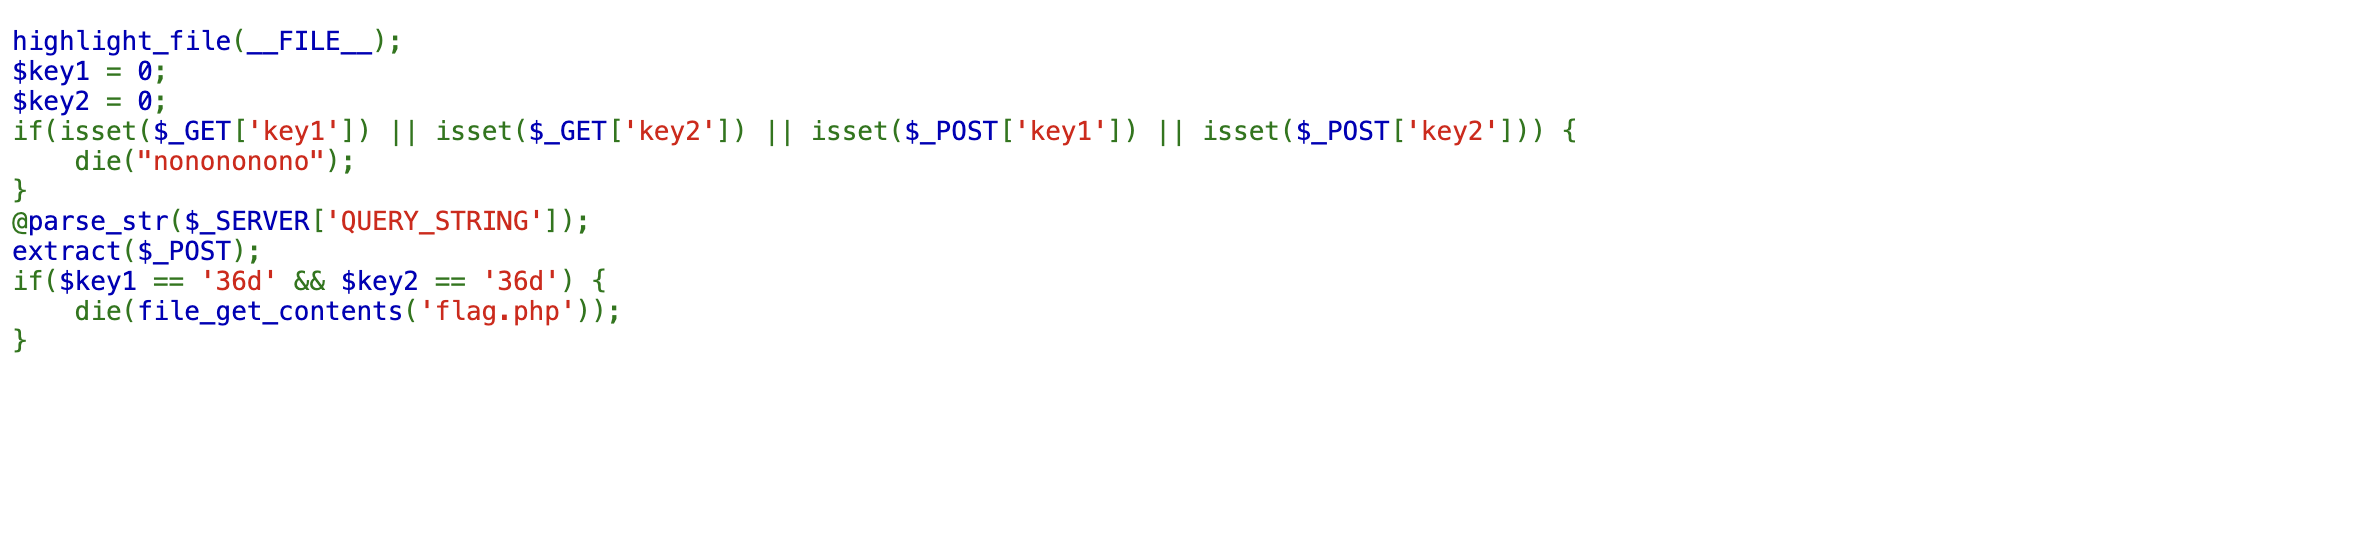 highlight_file(__FILE__);
$key1 = 0;
$key2 = 0;
if(isset($_GET['key1']) || isset($_GET['key2']) || isset($_POST['key1']) || isset($_POST['key2'])) {
    die("nonononono");
}
@parse_str($_SERVER['QUERY_STRING']);
extract($_POST);
if($key1 == '36d' && $key2 == '36d') {
    die(file_get_contents('flag.php'));
}